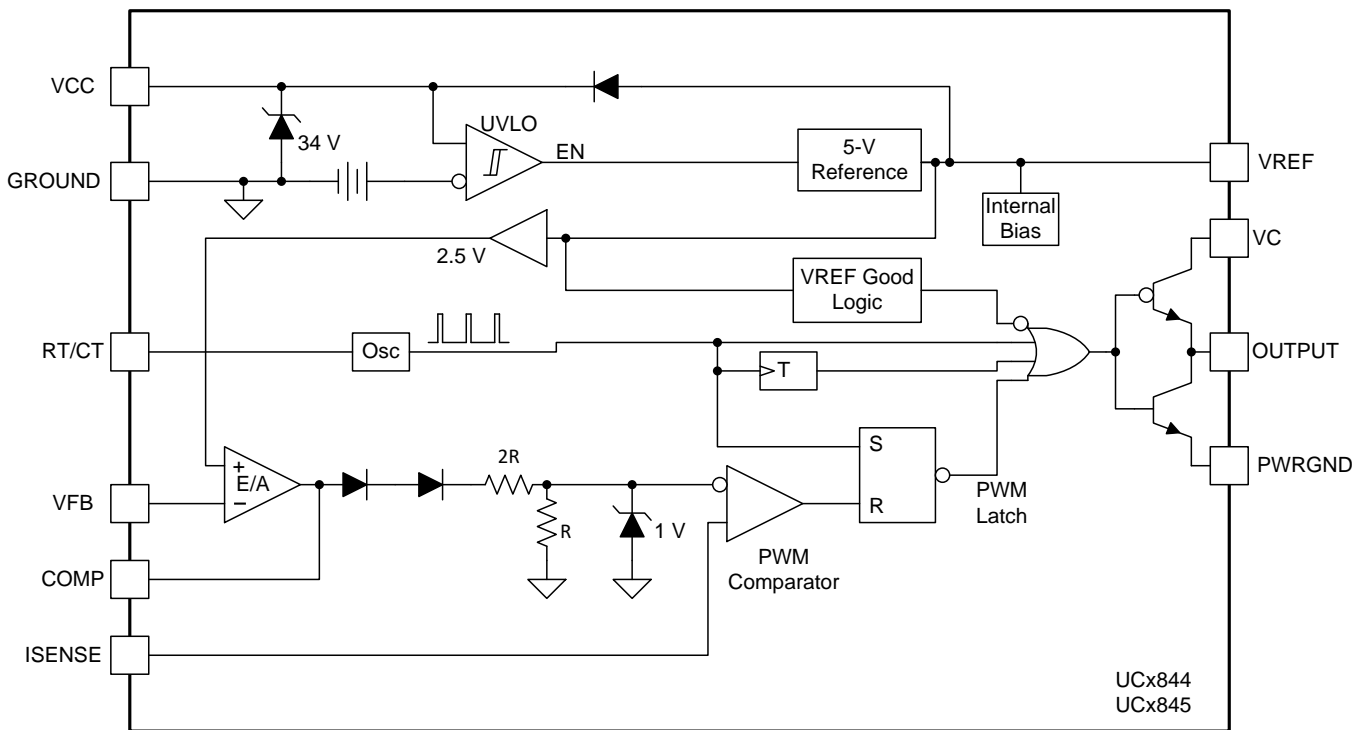 VCC
UVLO
34 V
EN
5-V
Reference
GROUND
VREF
Internal
Bias
VC
2.5 V
VREF Good
Logic
RT/CT
Osc
T
OUTPUT
S
R
PWM
Latch
PWRGND
+
E/A
−
2R
R
1 V
VFB
PWM
Comparator
COMP
ISENSE
UCx844
UCx845